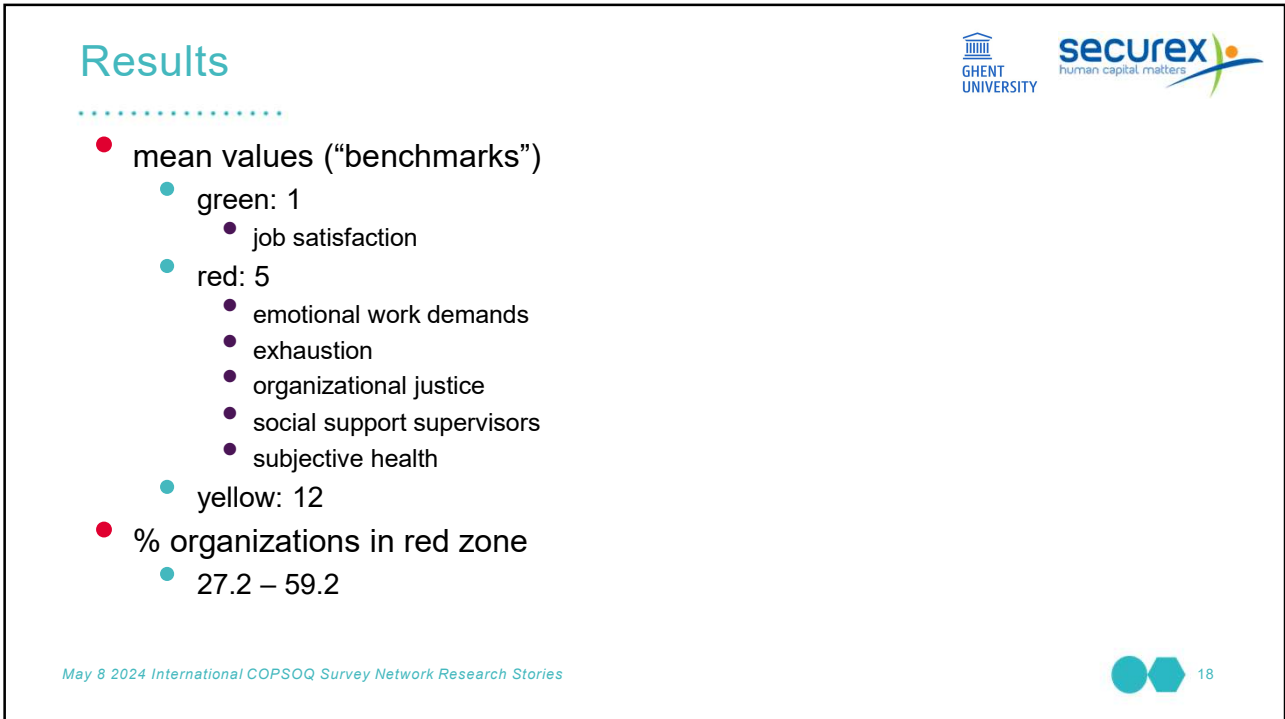 Results
GHENT
UNIVERSITY
securex
human capital matters
mean values (“benchmarks”)
green: 1
job satisfaction
red: 5
emotional work demands
exhaustion
organizational justice
social support supervisors
subjective health
yellow: 12
% organizations in red zone
27.2 – 59.2
May 8 2024 International COPSOQ Survey Network Research Stories
18